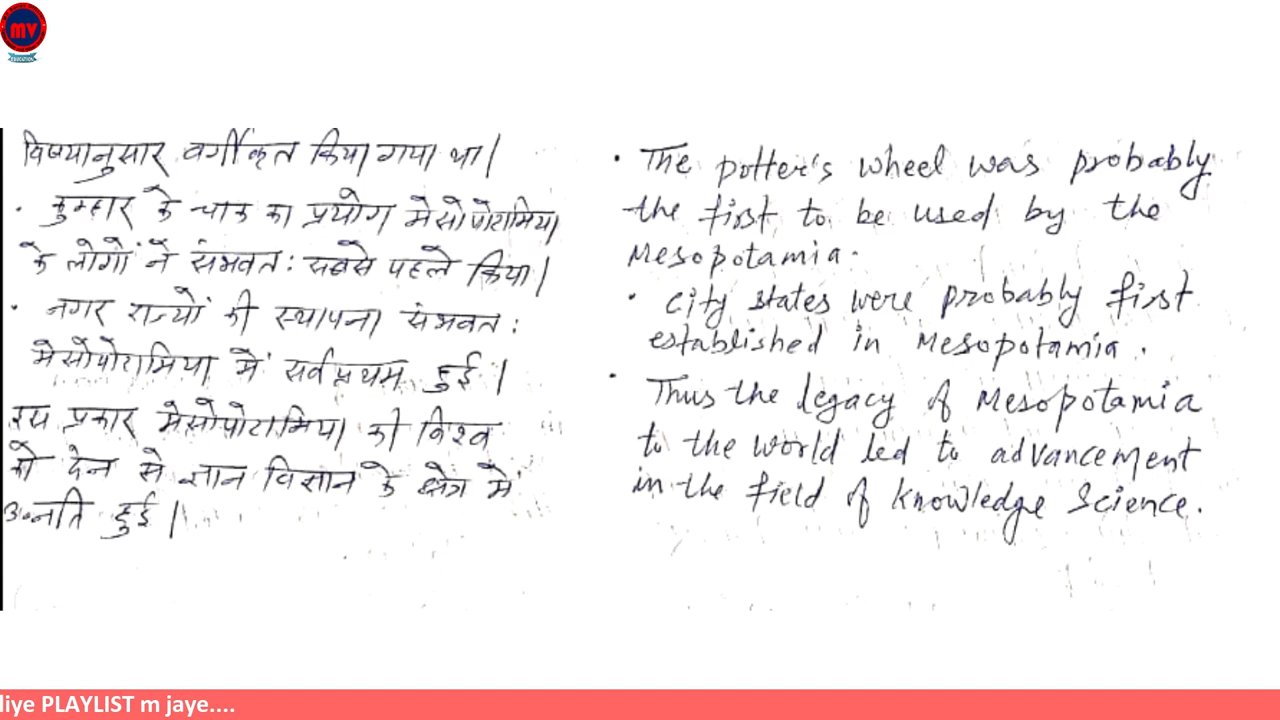 mv
EDUCATION
विषयानुसार वर्गीकृत किया गया था।
• कुम्हार के चाक का प्रयोग मेसोपोटामिया
के लोगों ने संभवत: सबसे पहले किया।
• नगर राज्यों की स्थापना संभवत:
मेसोपोटामिया में सर्वप्रथम हुई।
इस प्रकार मेसोपोटामिया की विश्व
को देन से ज्ञान विज्ञान के क्षेत्र में
उन्नति हुई।
• The potter's wheel was probably
the first to be used by the
Mesopotamia.
• City states were probably first
established in Mesopotamia.
• Thus the legacy of Mesopotamia
to the world led to advancement
in the field of knowledge Science.
liye PLAYLIST m jaye....